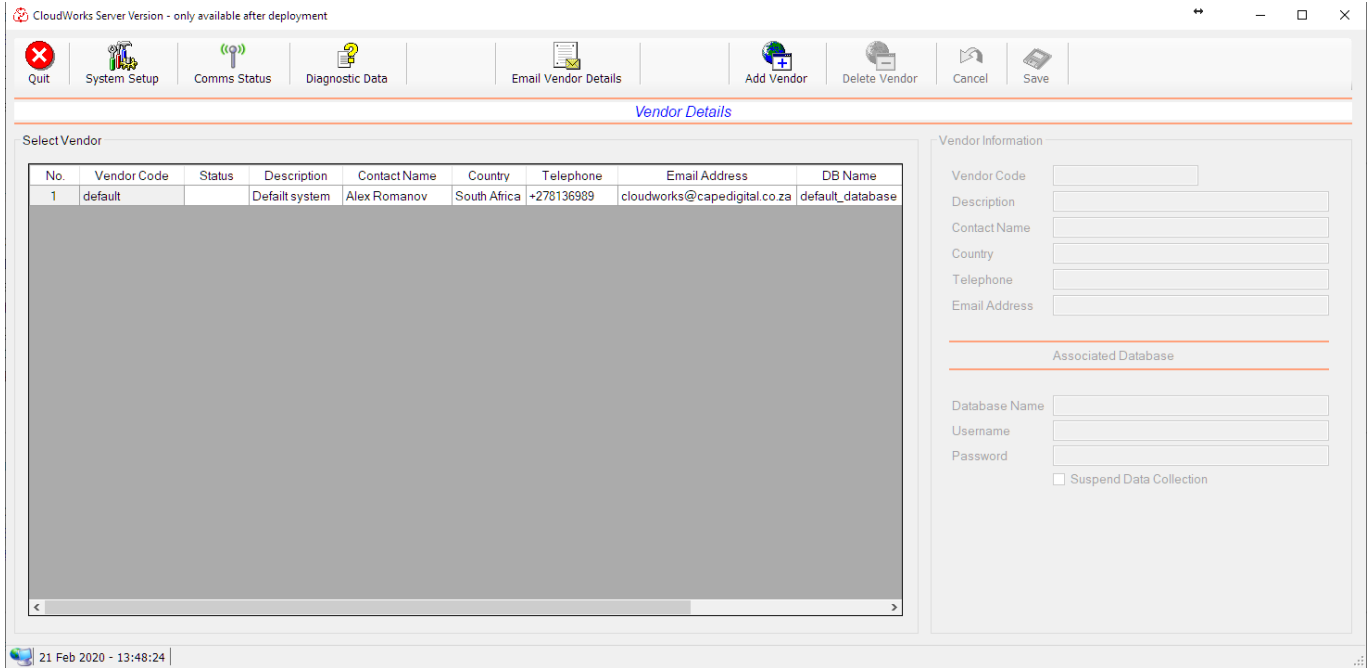 CloudWorks Server Version - only available after deployment
Quit System Setup Comms Status Diagnostic Data Email Vendor Details Add Vendor Delete Vendor Cancel Save
Vendor Details
Select Vendor
No. Vendor Code Status Description Contact Name Country Telephone Email Address DB Name
1 default Defailt system Alex Romanov South Africa +278136989 cloudworks@capedigital.co.za default_database
Vendor Information
Vendor Code
Description
Contact Name
Country
Telephone
Email Address
Associated Database
Database Name
Username
Password
Suspend Data Collection
21 Feb 2020 - 13:48:24